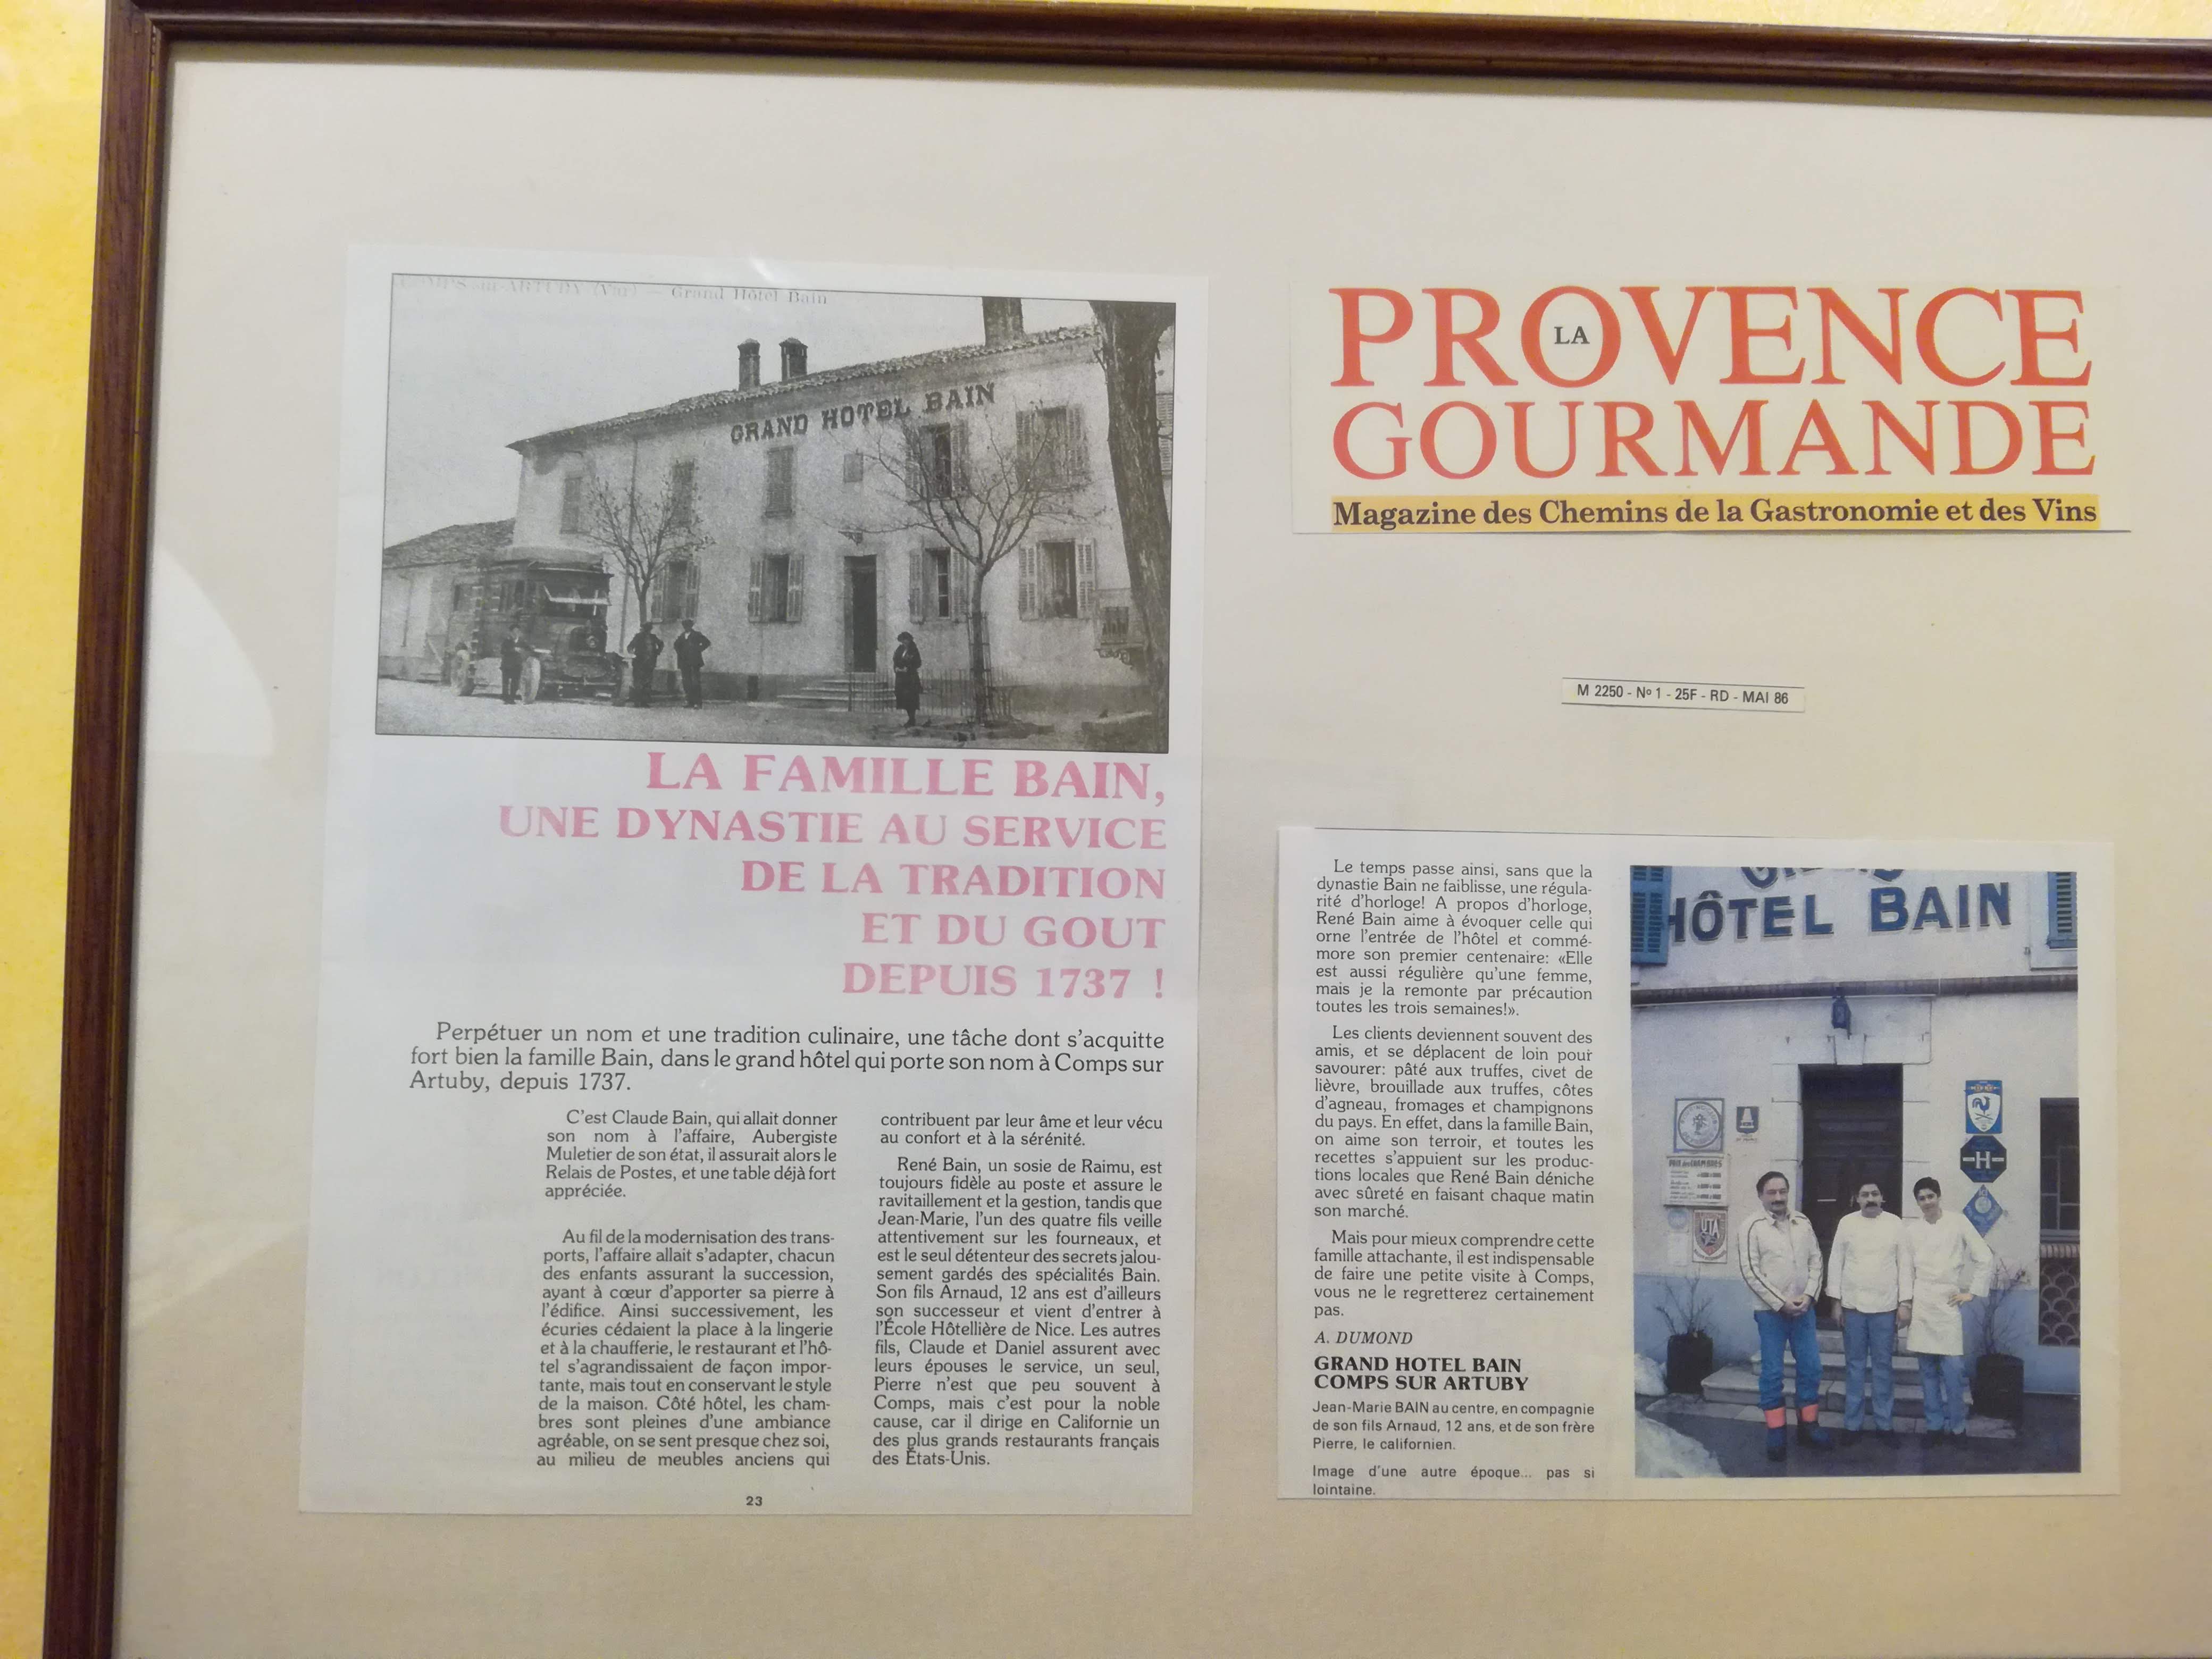 COMPS-sur-ARTUBY (Var) — Grand Hôtel Bain
GRAND HOTEL BAIN
LA FAMILLE BAIN,
UNE DYNASTIE AU SERVICE
DE LA TRADITION
ET DU GOUT
DEPUIS 1737 !
Perpétuer un nom et une tradition culinaire, une tâche dont s'acquitte
fort bien la famille Bain, dans le grand hôtel qui porte son nom à Comps sur
Artuby, depuis 1737.
C'est Claude Bain, qui allait donner
son nom à l'affaire, Aubergiste
Muletier de son état, il assurait alors le
Relais de Postes, et une table déjà fort
appréciée.
Au fil de la modernisation des trans-
ports, l'affaire allait s'adapter, chacun
des enfants assurant la succession,
ayant à cœur d'apporter sa pierre à
l'édifice. Ainsi successivement, les
écuries cédaient la place à la lingerie
et à la chaufferie, le restaurant et l'hô-
tel s'agrandissaient de façon impor-
tante, mais tout en conservant le style
de la maison. Côté hôtel, les cham-
bres sont pleines d'une ambiance
agréable, on se sent presque chez soi,
au milieu de meubles anciens qui
contribuent par leur âme et leur vécu
au confort et à la sérénité.
René Bain, un sosie de Raimu, est
toujours fidèle au poste et assure le
ravitaillement et la gestion, tandis que
Jean-Marie, l'un des quatre fils veille
attentivement sur les fourneaux, et
est le seul détenteur des secrets jalou-
sement gardés des spécialités Bain.
Son fils Arnaud, 12 ans est d'ailleurs
son successeur et vient d'entrer à
l'École Hôtellière de Nice. Les autres
fils, Claude et Daniel assurent avec
leurs épouses le service, un seul,
Pierre n'est que peu souvent à
Comps, mais c'est pour la noble
cause, car il dirige en Californie un
des plus grands restaurants français
des États-Unis.
23
LA
PROVENCE
GOURMANDE
Magazine des Chemins de la Gastronomie et des Vins
M 2250 - Nº 1 - 25F - RD - MAI 86
Le temps passe ainsi, sans que la
dynastie Bain ne faiblisse, une régula-
rité d'horloge! A propos d'horloge,
René Bain aime à évoquer celle qui
orne l'entrée de l'hôtel et commé-
more son premier centenaire: «Elle
est aussi régulière qu'une femme,
mais je la remonte par précaution
toutes les trois semaines!».
Les clients deviennent souvent des
amis, et se déplacent de loin pour
savourer: pâté aux truffes, civet de
lièvre, brouillade aux truffes, côtes
d'agneau, fromages et champignons
du pays. En effet, dans la famille Bain,
on aime son terroir, et toutes les
recettes s'appuient sur les produc-
tions locales que René Bain déniche
avec sûreté en faisant chaque matin
son marché.
Mais pour mieux comprendre cette
famille attachante, il est indispensable
de faire une petite visite à Comps,
vous ne le regretterez certainement
pas.
A. DUMOND
GRAND HOTEL BAIN
COMPS SUR ARTUBY
Jean-Marie BAIN au centre, en compagnie
de son fils Arnaud, 12 ans, et de son frère
Pierre, le californien.
Image d'une autre époque... pas si
lointaine.
HÔTEL BAIN
PRIX des CHAMBRES
H
UTA